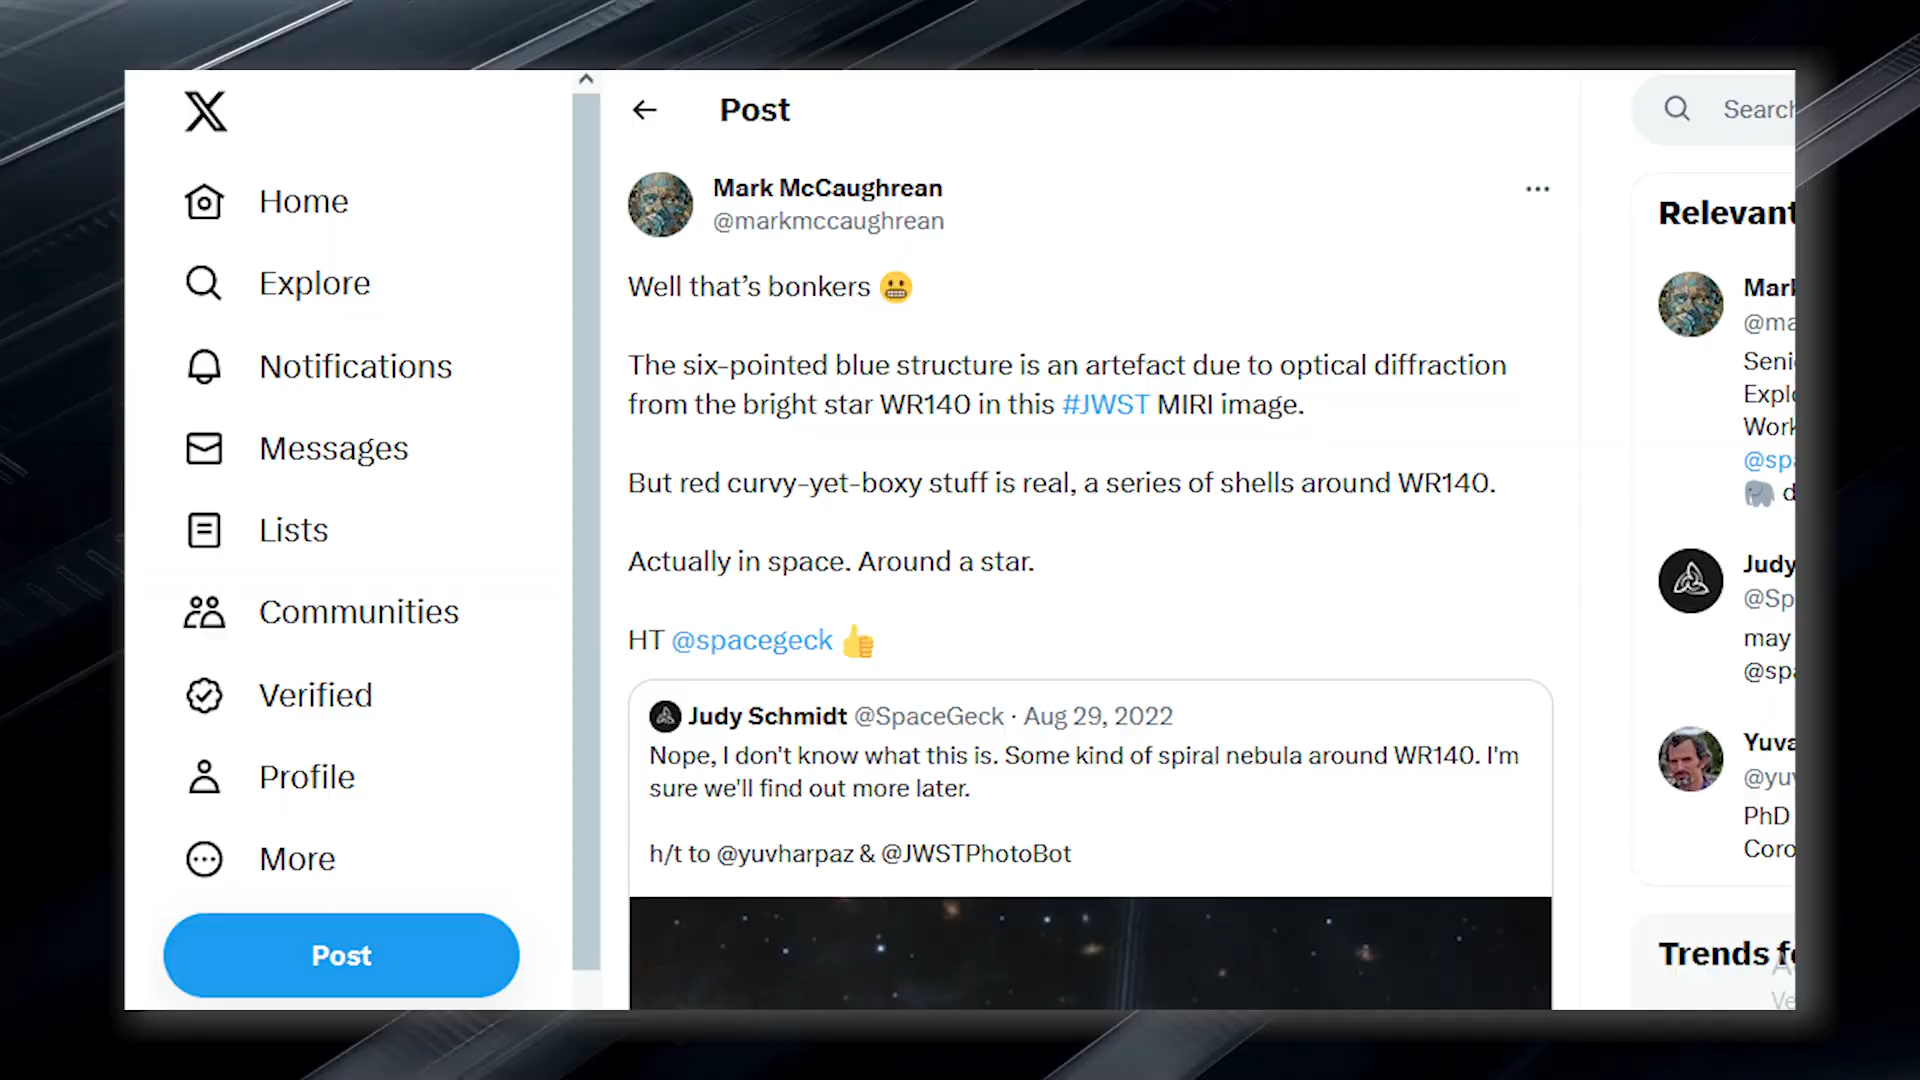 Home
Explore
Notifications
Messages
Lists
Communities
Verified
Profile
More
Post
Post
Mark McCaughrean
@markmccaughrean
Well that’s bonkers 😬
The six-pointed blue structure is an artefact due to optical diffraction
from the bright star WR140 in this #JWST MIRI image.
But red curvy-yet-boxy stuff is real, a series of shells around WR140.
Actually in space. Around a star.
HT @spacegeck 👍
Judy Schmidt @SpaceGeck · Aug 29, 2022
Nope, I don't know what this is. Some kind of spiral nebula around WR140. I'm
sure we'll find out more later.
h/t to @yuvharpaz & @JWSTPhotoBot
Search
Relevant
Mark
@ma
Seni
Explo
Work
@spa
🐘 d
Judy
@Sp
may
@spa
Yuva
@yuv
PhD
Coro
Trends fo